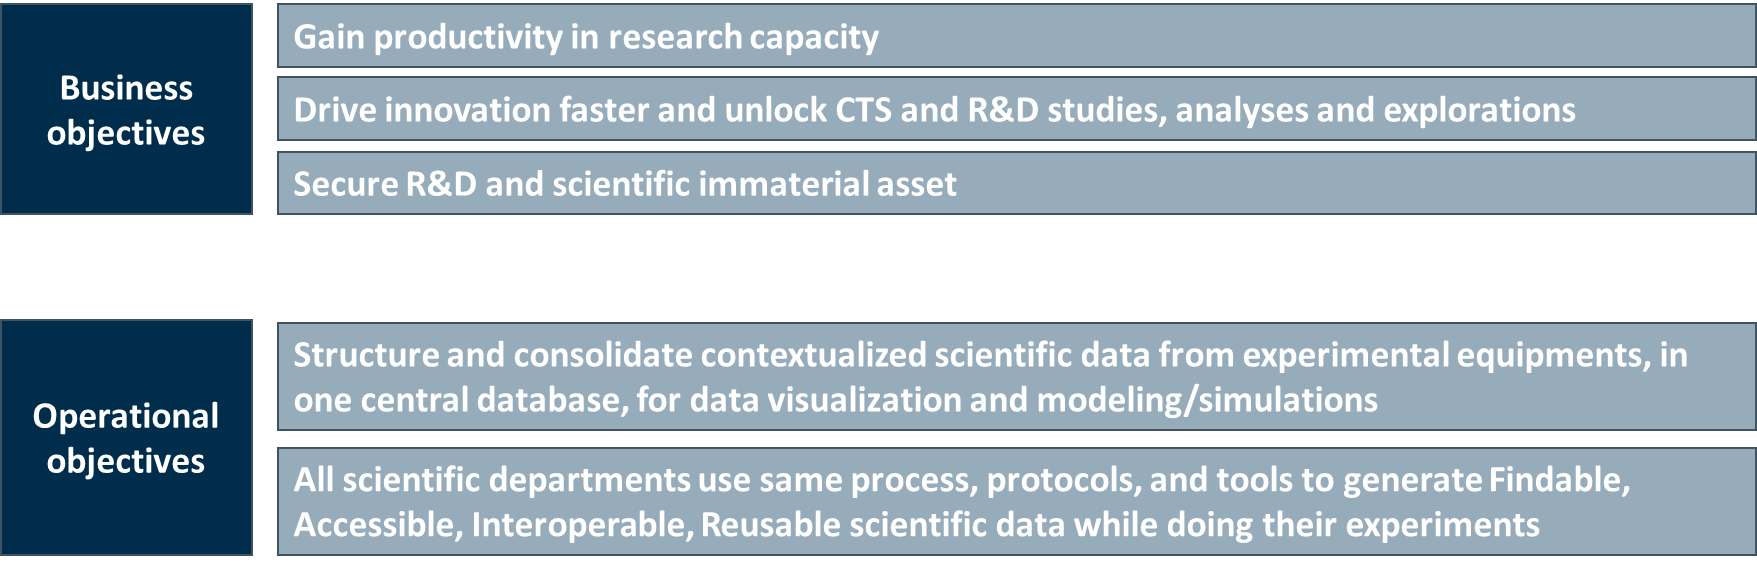 Business
objectives
Gain productivity in research capacity
Drive innovation faster and unlock CTS and R&D studies, analyses and explorations
Secure R&D and scientific immaterial asset
Operational
objectives
Structure and consolidate contextualized scientific data from experimental equipments, in
one central database, for data visualization and modeling/simulations
All scientific departments use same process, protocols, and tools to generate Findable,
Accessible, Interoperable, Reusable scientific data while doing their experiments